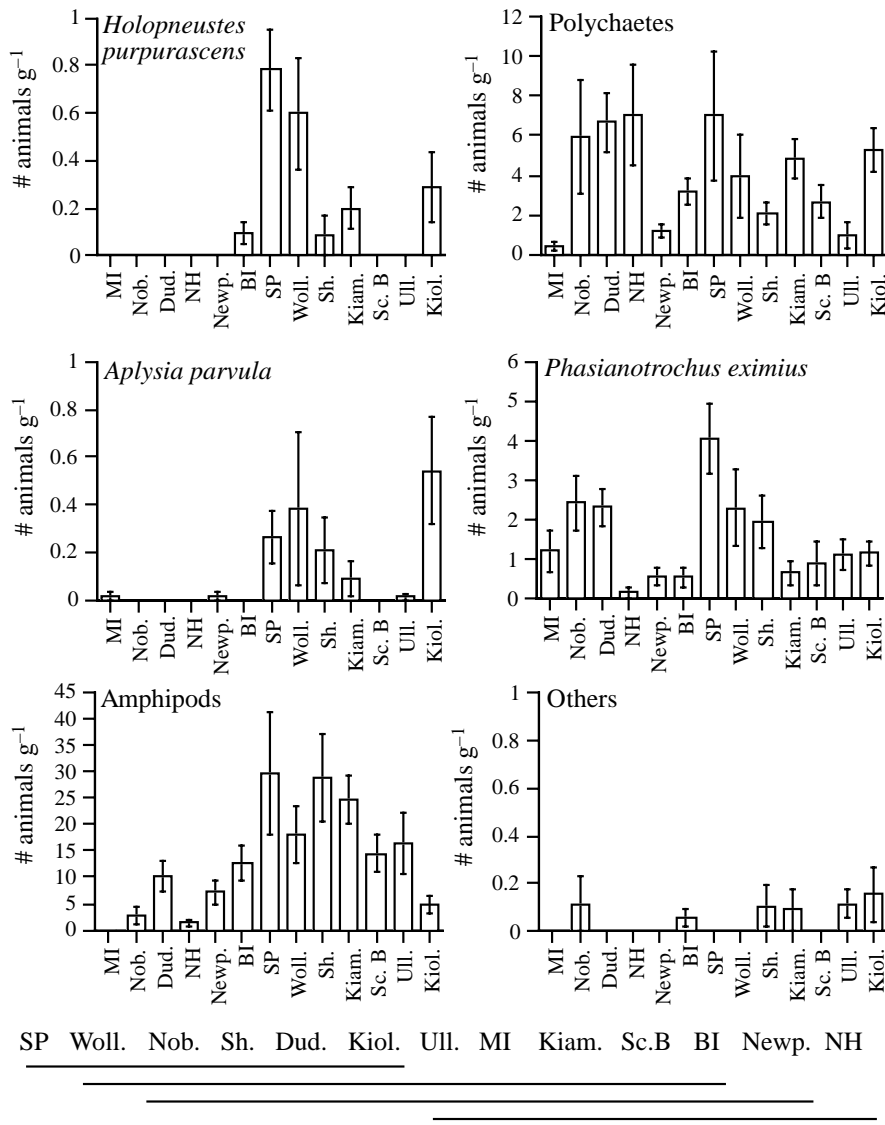 Holopneustes
purpurascens
# animals g⁻¹
1
0.8
0.6
0.4
0.2
0
MI Nob. Dud. NH Newp. BI SP Woll. Sh. Kiam. Sc. B Ull. Kiol.
Polychaetes
# animals g⁻¹
12
10
8
6
4
2
0
MI Nob. Dud. NH Newp. BI SP Woll. Sh. Kiam. Sc. B Ull. Kiol.
Aplysia parvula
# animals g⁻¹
1
0.8
0.6
0.4
0.2
0
MI Nob. Dud. NH Newp. BI SP Woll. Sh. Kiam. Sc. B Ull. Kiol.
Phasianotrochus eximius
# animals g⁻¹
6
5
4
3
2
1
0
MI Nob. Dud. NH Newp. BI SP Woll. Sh. Kiam. Sc. B Ull. Kiol.
Amphipods
# animals g⁻¹
45
40
35
30
25
20
15
10
5
0
MI Nob. Dud. NH Newp. BI SP Woll. Sh. Kiam. Sc. B Ull. Kiol.
Others
# animals g⁻¹
1
0.8
0.6
0.4
0.2
0
MI Nob. Dud. NH Newp. BI SP Woll. Sh. Kiam. Sc. B Ull. Kiol.
SP Woll. Nob. Sh. Dud. Kiol. Ull. MI Kiam. Sc.B BI Newp. NH